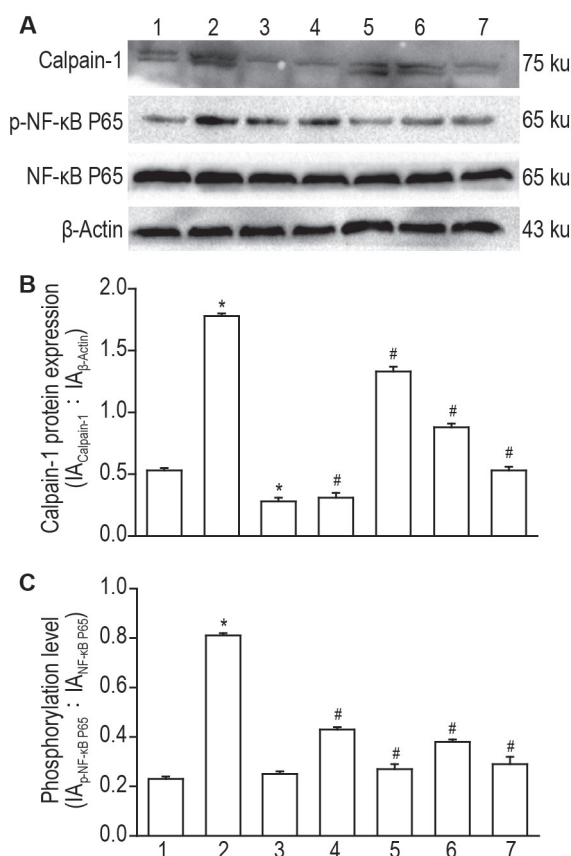 A
1 2 3 4 5 6 7
Calpain-1 75 ku
p-NF-κB P65 65 ku
NF-κB P65 65 ku
β-Actin 43 ku
B
Calpain-1 protein expression
(IACalpain-1 : IAβ-Actin)
2.0
1.5
1.0
0.5
0.0
*
*
#
#
#
#
C
Phosphorylation level
(IAp-NF-κB P65 : IANF-κB P65)
1.0
0.8
0.6
0.4
0.2
0.0
*
#
#
#
#
1 2 3 4 5 6 7